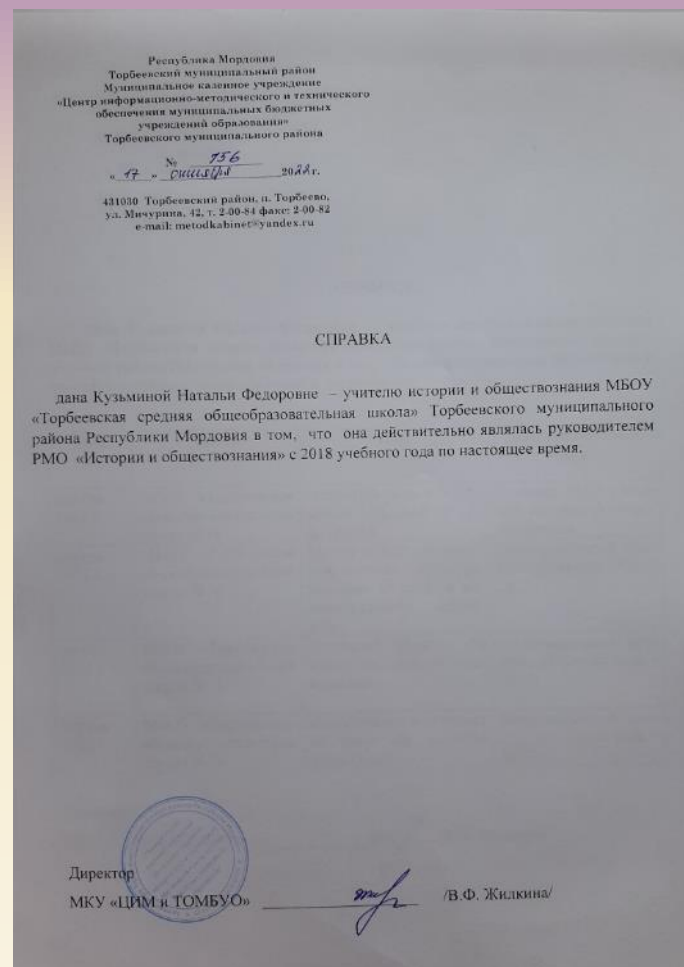 Республика Мордовия
Торбеевский муниципальный район
Муниципальное казенное учреждение
«Центр информационно-методического и технического
обеспечения муниципальных бюджетных
учреждений образования»
Торбеевского муниципального района
№ 756
« 17 » октября 2022 г.
431030 Торбеевский район, п. Торбеево,
ул. Мичурина, 42, т. 2-00-84 факс: 2-00-82
e-mail: metodkabinet@yandex.ru
СПРАВКА
дана Кузьминой Натальи Федоровне – учителю истории и обществознания МБОУ
«Торбеевская средняя общеобразовательная школа» Торбеевского муниципального
района Республики Мордовия в том, что она действительно являлась руководителем
РМО «Истории и обществознания» с 2018 учебного года по настоящее время.
Директор
МКУ «ЦИМ и ТОМБУО» /В.Ф. Жилкина/